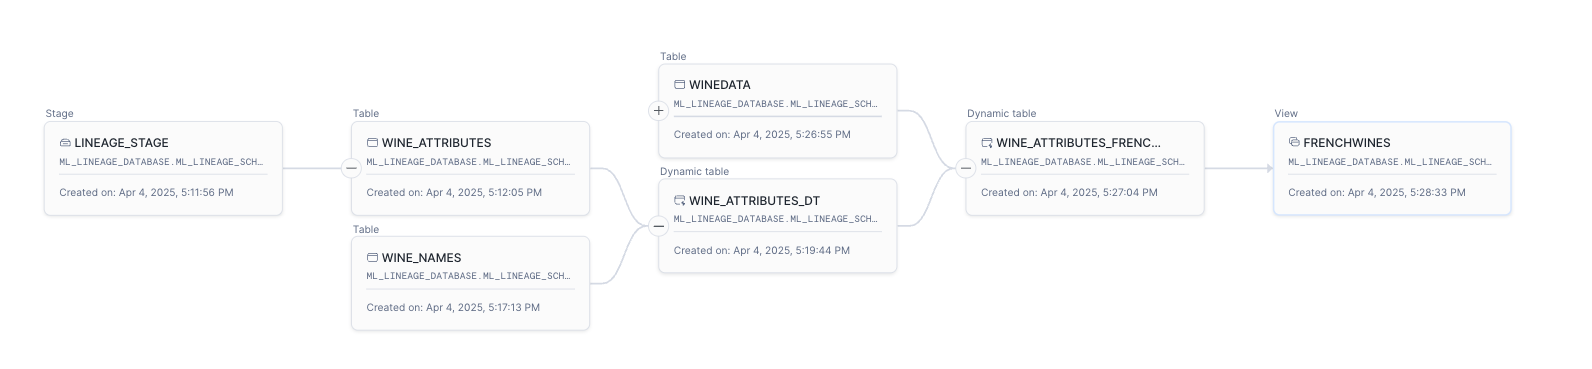 Stage
LINEAGE_STAGE
ML_LINEAGE_DATABASE.ML_LINEAGE_SCH…
Created on: Apr 4, 2025, 5:11:56 PM
Table
WINE_ATTRIBUTES
ML_LINEAGE_DATABASE.ML_LINEAGE_SCH…
Created on: Apr 4, 2025, 5:12:05 PM
Table
WINE_NAMES
ML_LINEAGE_DATABASE.ML_LINEAGE_SCH…
Created on: Apr 4, 2025, 5:17:13 PM
Table
WINEDATA
ML_LINEAGE_DATABASE.ML_LINEAGE_SCH…
Created on: Apr 4, 2025, 5:26:55 PM
Dynamic table
WINE_ATTRIBUTES_DT
ML_LINEAGE_DATABASE.ML_LINEAGE_SCH…
Created on: Apr 4, 2025, 5:19:44 PM
Dynamic table
WINE_ATTRIBUTES_FRENC…
ML_LINEAGE_DATABASE.ML_LINEAGE_SCH…
Created on: Apr 4, 2025, 5:27:04 PM
View
FRENCHWINES
ML_LINEAGE_DATABASE.ML_LINEAGE_SCH…
Created on: Apr 4, 2025, 5:28:33 PM